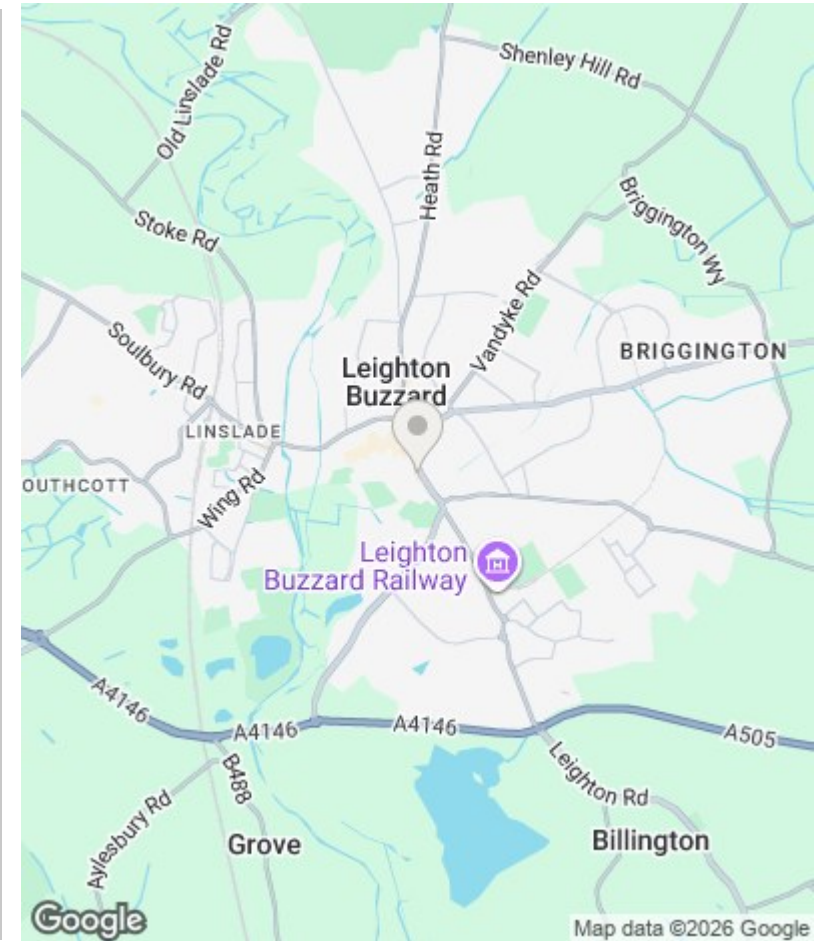 Shenley Hill Rd
Old Linslade Rd
Heath Rd
Briggington Wy
Stoke Rd
Vandyke Rd
Soulbury Rd
BRIGGINGTON
Leighton
Buzzard
LINSLADE
OUTHCOTT
Wing Rd
Leighton
Buzzard Railway
A4146
A4146
A4146
A505
B488
Leighton Rd
Aylesbury Rd
Grove
Billington
Google
Map data ©2026 Google